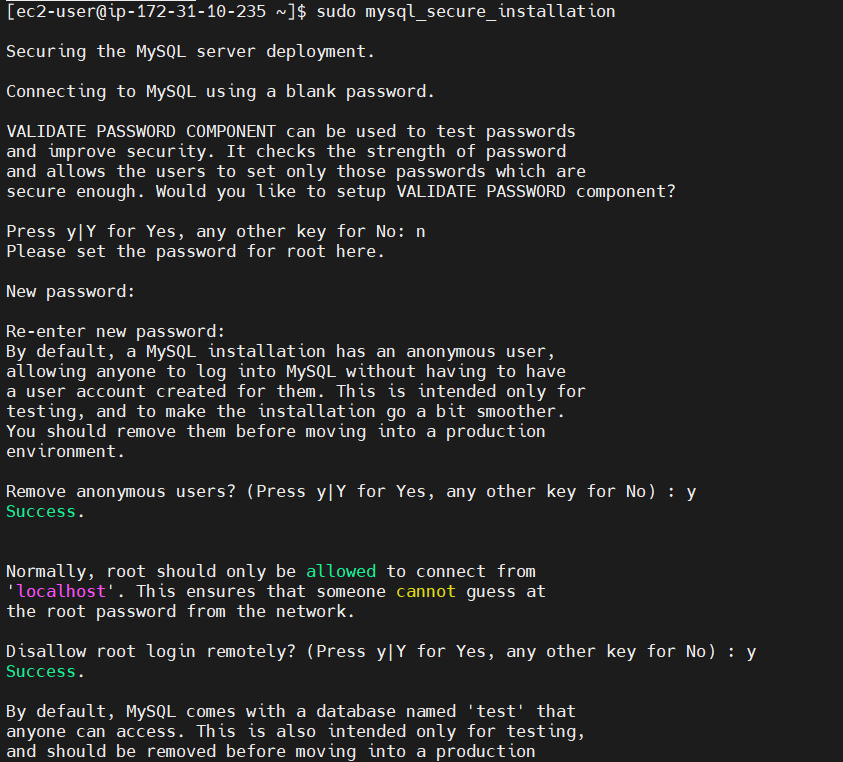 [ec2-user@ip-172-31-10-235 ~]$ sudo mysql_secure_installation
Securing the MySQL server deployment.
Connecting to MySQL using a blank password.
VALIDATE PASSWORD COMPONENT can be used to test passwords
and improve security. It checks the strength of password
and allows the users to set only those passwords which are
secure enough. Would you like to setup VALIDATE PASSWORD component?
Press y|Y for Yes, any other key for No: n
Please set the password for root here.
New password:
Re-enter new password:
By default, a MySQL installation has an anonymous user,
allowing anyone to log into MySQL without having to have
a user account created for them. This is intended only for
testing, and to make the installation go a bit smoother.
You should remove them before moving into a production
environment.
Remove anonymous users? (Press y|Y for Yes, any other key for No) : y
Success.
Normally, root should only be allowed to connect from
'localhost'. This ensures that someone cannot guess at
the root password from the network.
Disallow root login remotely? (Press y|Y for Yes, any other key for No) : y
Success.
By default, MySQL comes with a database named 'test' that
anyone can access. This is also intended only for testing,
and should be removed before moving into a production